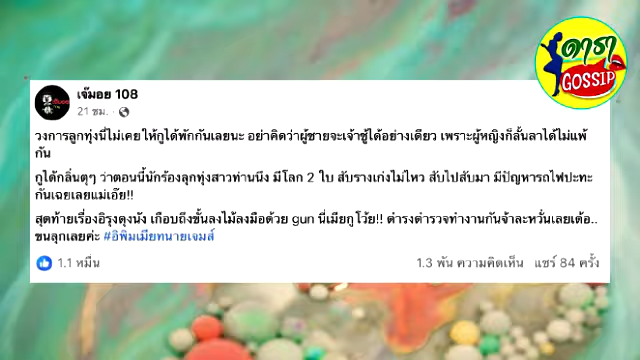 ดารา
GOSSIP
เจ๊มอย 108
21 ชม.
วงการลูกทุ่งนี่ไม่เคยให้กูได้พักกันเลยนะ อย่าคิดว่าผู้ชายจะเจ้าชู้ได้อย่างเดียว เพราะผู้หญิงก็ลั้นลาได้ไม่แพ้
กัน
กูได้กลิ่นตุๆ ว่าตอนนี้นักร้องลุกทุ่งสาวท่านนึง มีโลก 2 ใบ สับรางเก่งไม่ไหว สับไปสับมา มีปัญหารถไฟปะทะ
กันเฉยเลยแม่เอ๊ย!!
สุดท้ายเรื่องอิรุงตุงนัง เกือบถึงขั้นลงไม้ลงมือด้วย gun นี่เมียกูโว้ย!! ตำรงตำรวจทำงานกันจ้าละหวั่นเลยเด้อ..
ขนลุกเลยค่ะ #อิพิมเมียทนายเจมส์
1.1 หมื่น
1.3 พัน ความคิดเห็น แชร์ 84 ครั้ง